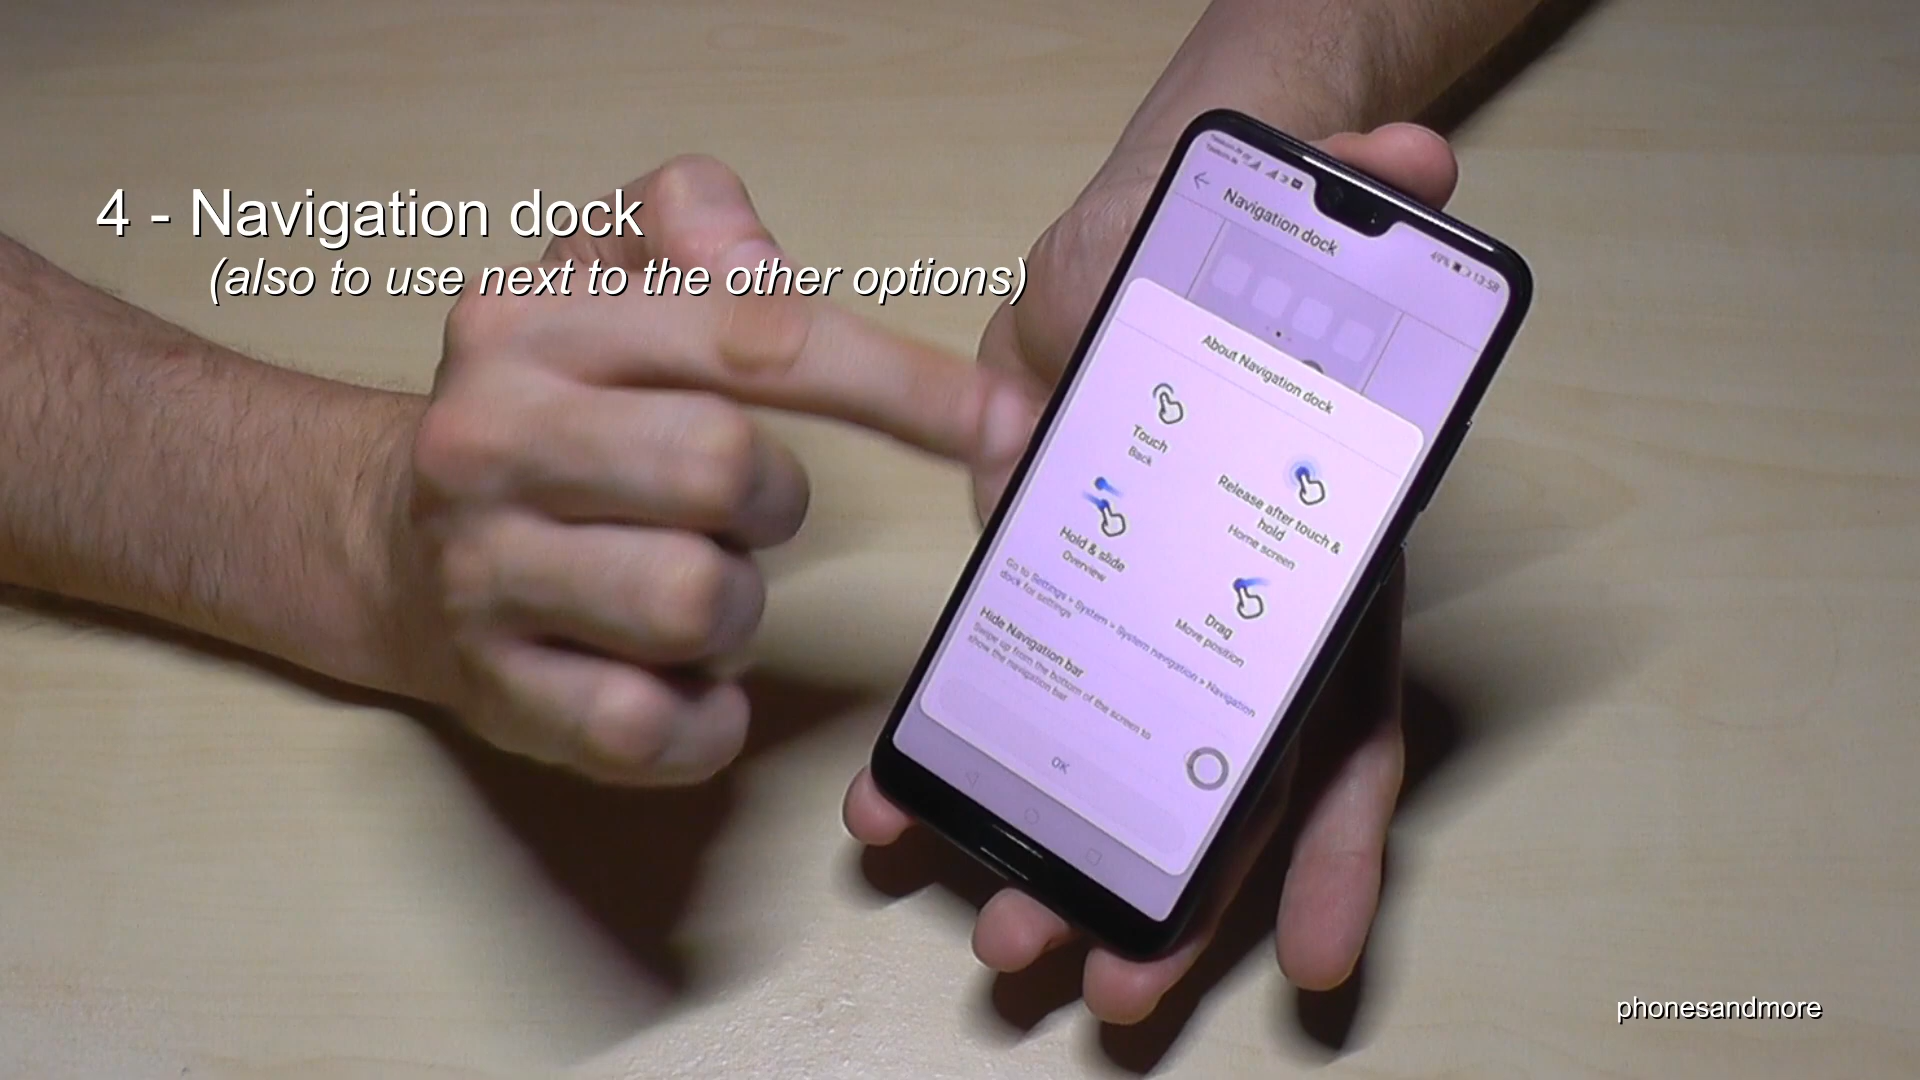 4 - Navigation dock
(also to use next to the other options)
49% 13:58
Navigation dock
About Navigation dock
Touch
Back
Release after touch &
hold
Home screen
Hold & slide
Overview
Drag
Move position
Go to Settings > System > System navigation > Navigation
dock for settings
Hide Navigation bar
Swipe up from the bottom of the screen to
show the navigation bar
OK
phonesandmore